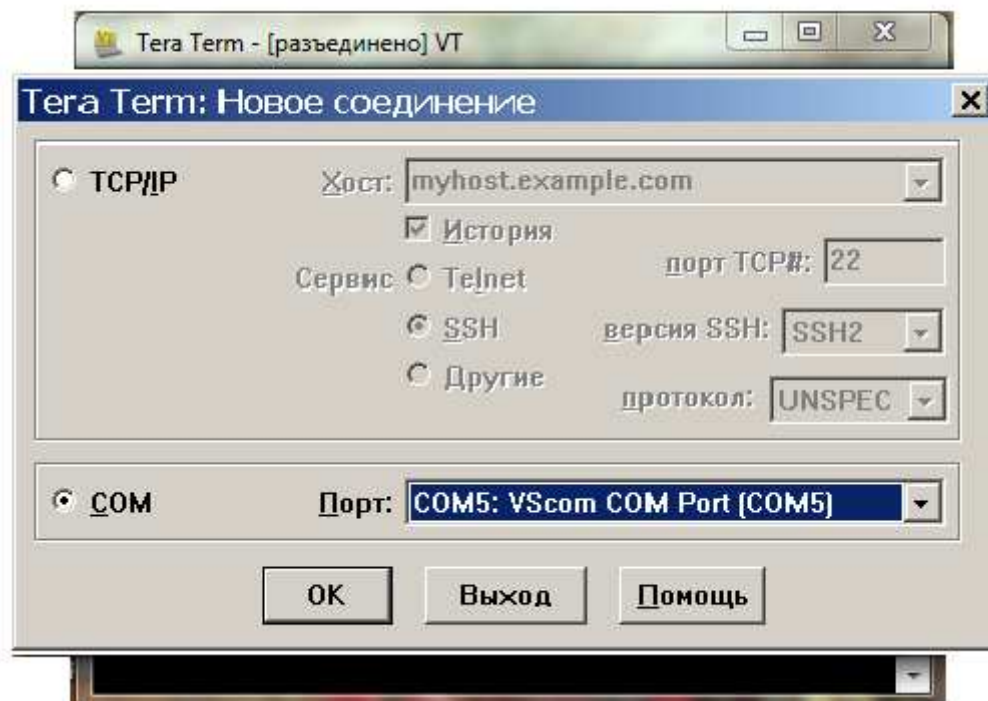 Tera Term - [разъединено] VT
Tera Term: Новое соединение
TCP/IP
Хост: myhost.example.com
История
порт TCP#: 22
Сервис Telnet
SSH
версия SSH: SSH2
Другие
протокол: UNSPEC
COM
Порт: COM5: VScom COM Port (COM5)
OK
Выход
Помощь